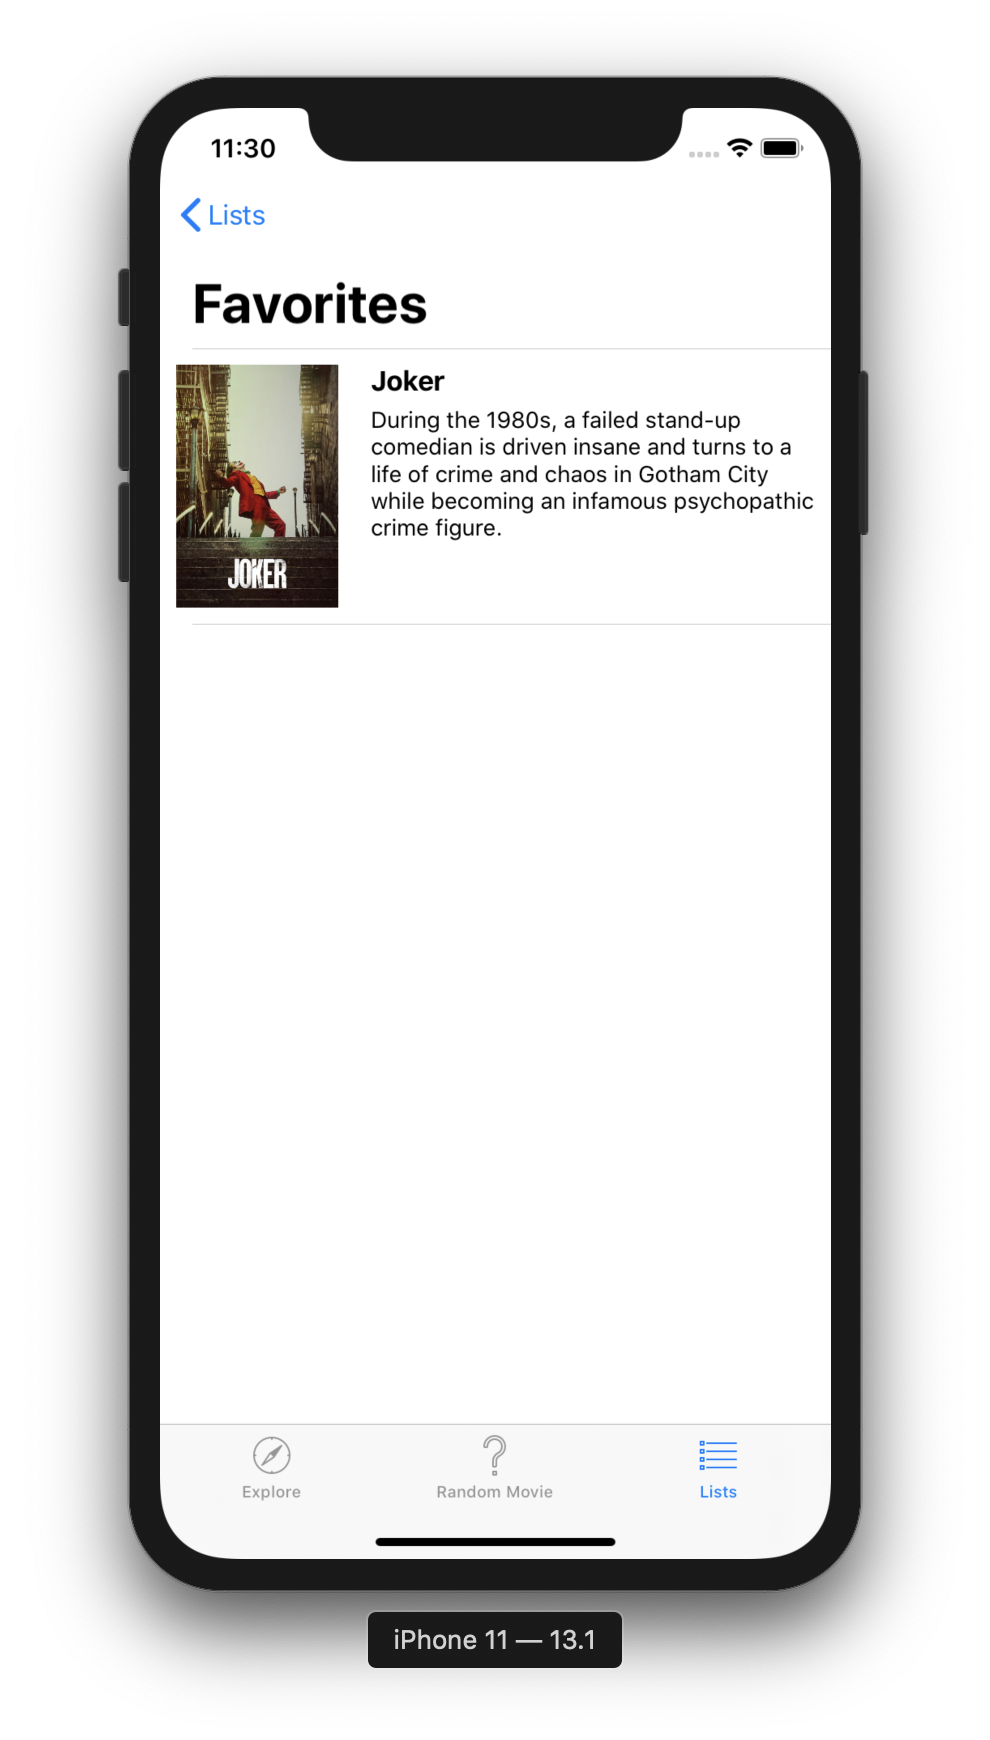 11:30
Lists
Favorites
Joker
During the 1980s, a failed stand-up
comedian is driven insane and turns to a
life of crime and chaos in Gotham City
while becoming an infamous psychopathic
crime figure.
JOKER
Explore
Random Movie
Lists
iPhone 11 — 13.1